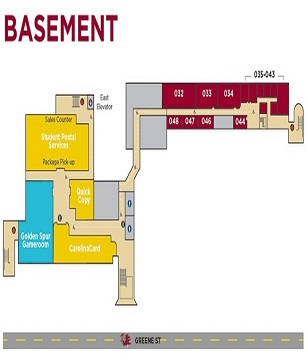 BASEMENT
035-043
032 033 034
East
Elevator
Sales Counter
048 047 046 044
Student Postal
Services
Package Pick-up
Quick
Copy
Golden Spur
Gameroom
CarolinaCard
GREENE ST